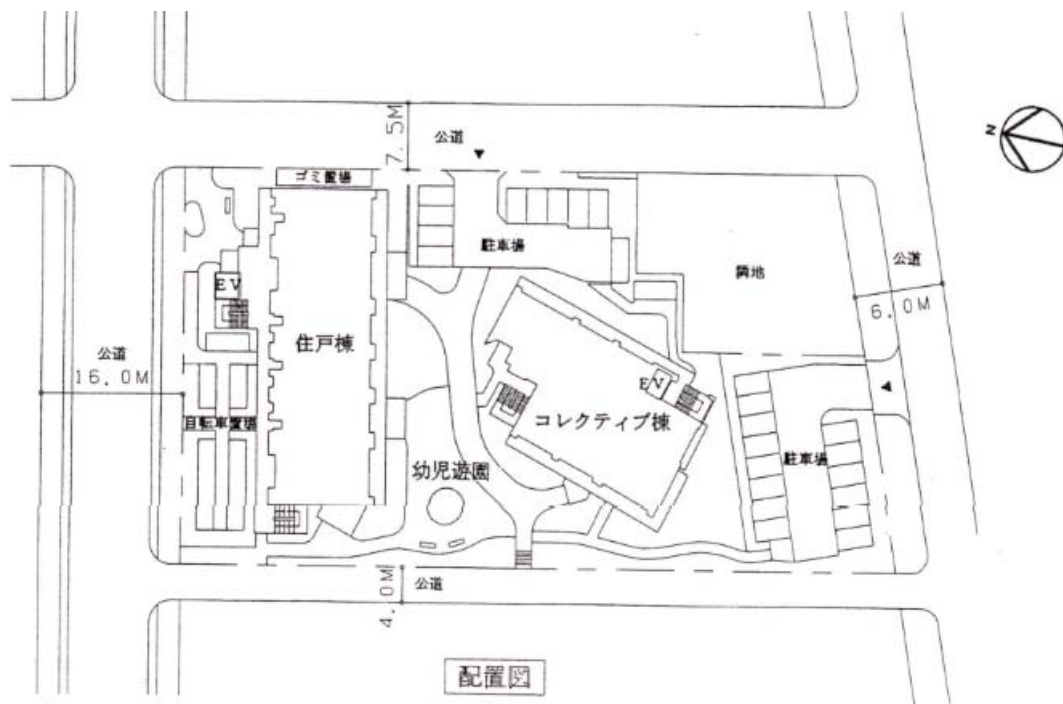 公道
7.5M
ゴミ置場
N
駐車場
隣地
公道
6.0M
EV
住戸棟
公道
16.0M
EV
コレクティブ棟
自転車置場
幼児遊園
駐車場
公道
4.0M
配置図